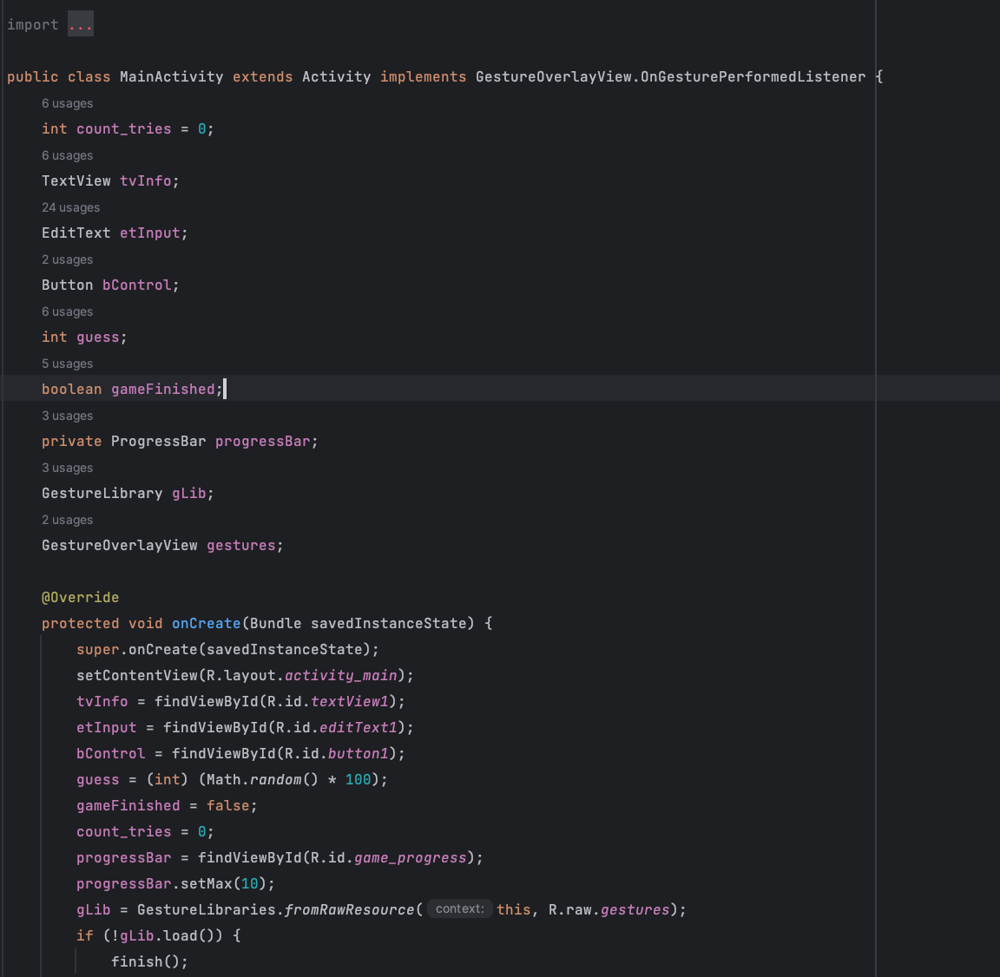 import ...
public class MainActivity extends Activity implements GestureOverlayView.OnGesturePerformedListener {
6 usages
int count_tries = 0;
6 usages
TextView tvInfo;
24 usages
EditText etInput;
2 usages
Button bControl;
6 usages
int guess;
5 usages
boolean gameFinished;
3 usages
private ProgressBar progressBar;
3 usages
GestureLibrary gLib;
2 usages
GestureOverlayView gestures;
@Override
protected void onCreate(Bundle savedInstanceState) {
super.onCreate(savedInstanceState);
setContentView(R.layout.activity_main);
tvInfo = findViewById(R.id.textView1);
etInput = findViewById(R.id.editText1);
bControl = findViewById(R.id.button1);
guess = (int) (Math.random() * 100);
gameFinished = false;
count_tries = 0;
progressBar = findViewById(R.id.game_progress);
progressBar.setMax(10);
gLib = GestureLibraries.fromRawResource( context: this, R.raw.gestures);
if (!gLib.load()) {
finish();